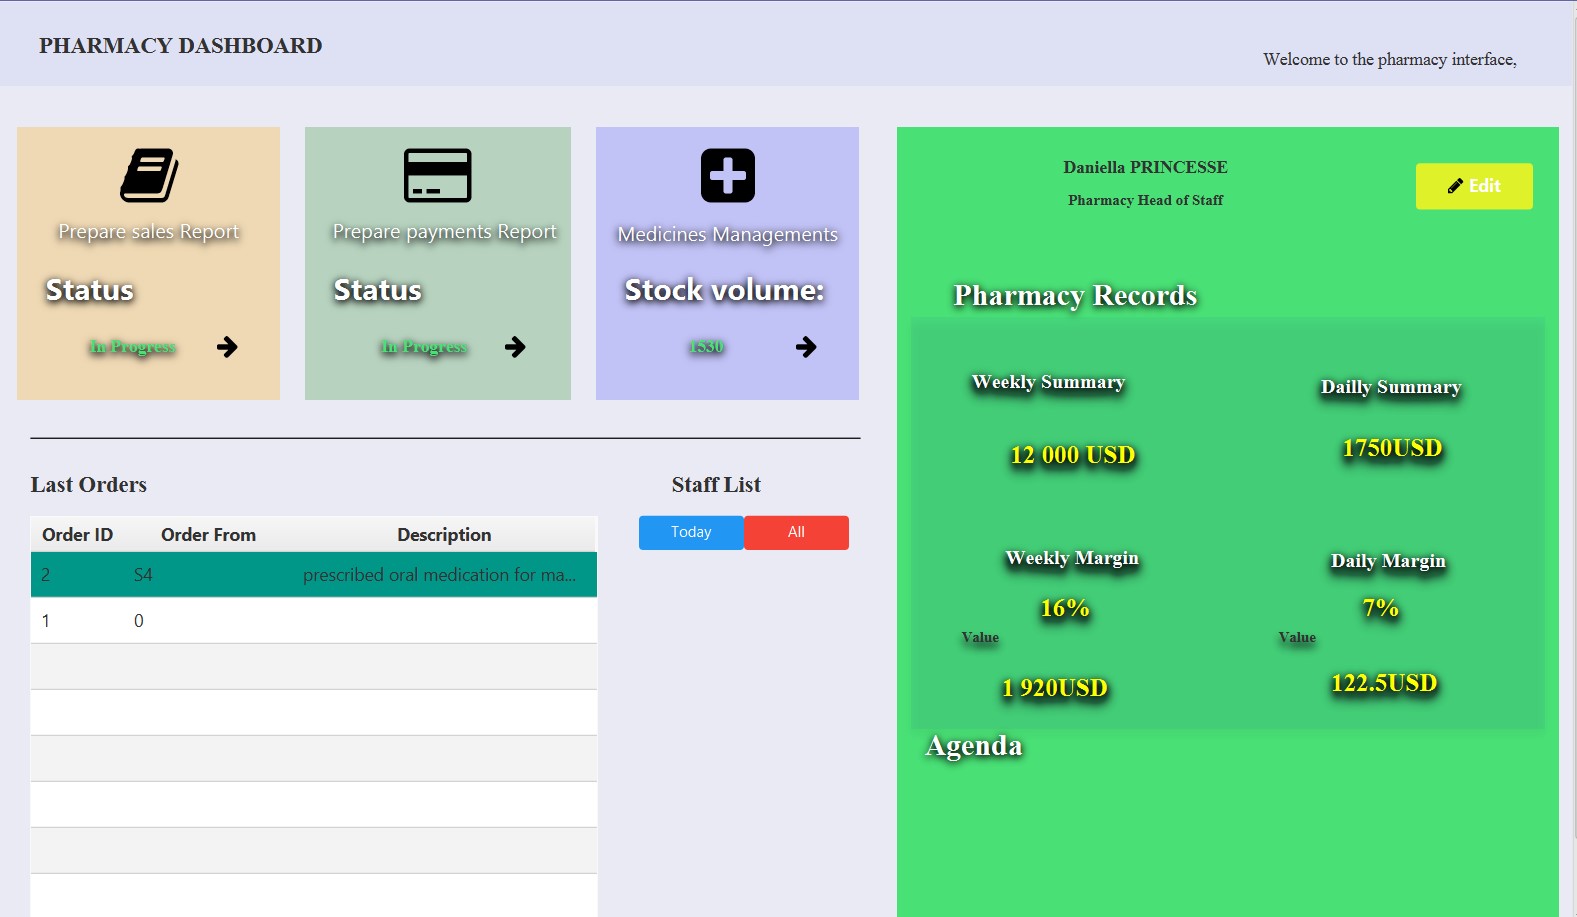 PHARMACY DASHBOARD
Welcome to the pharmacy interface,
Prepare sales Report
Status
In Progress
Prepare payments Report
Status
In Progress
Medicines Managements
Stock volume:
1530
Daniella PRINCESSE
Pharmacy Head of Staff
Edit
Pharmacy Records
Weekly Summary
12 000 USD
Dailly Summary
1750USD
Weekly Margin
16%
Value
1 920USD
Daily Margin
7%
Value
122.5USD
Agenda
Last Orders
Order ID Order From Description
2 S4 prescribed oral medication for ma...
1 0
Staff List
Today All